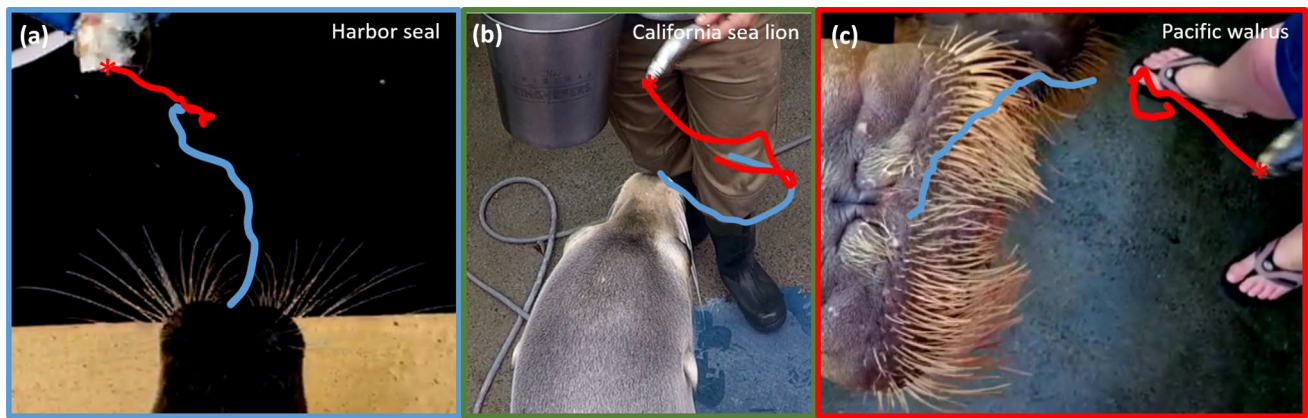 (a)
Harbor seal
(b)
California sea lion
(c)
Pacific walrus